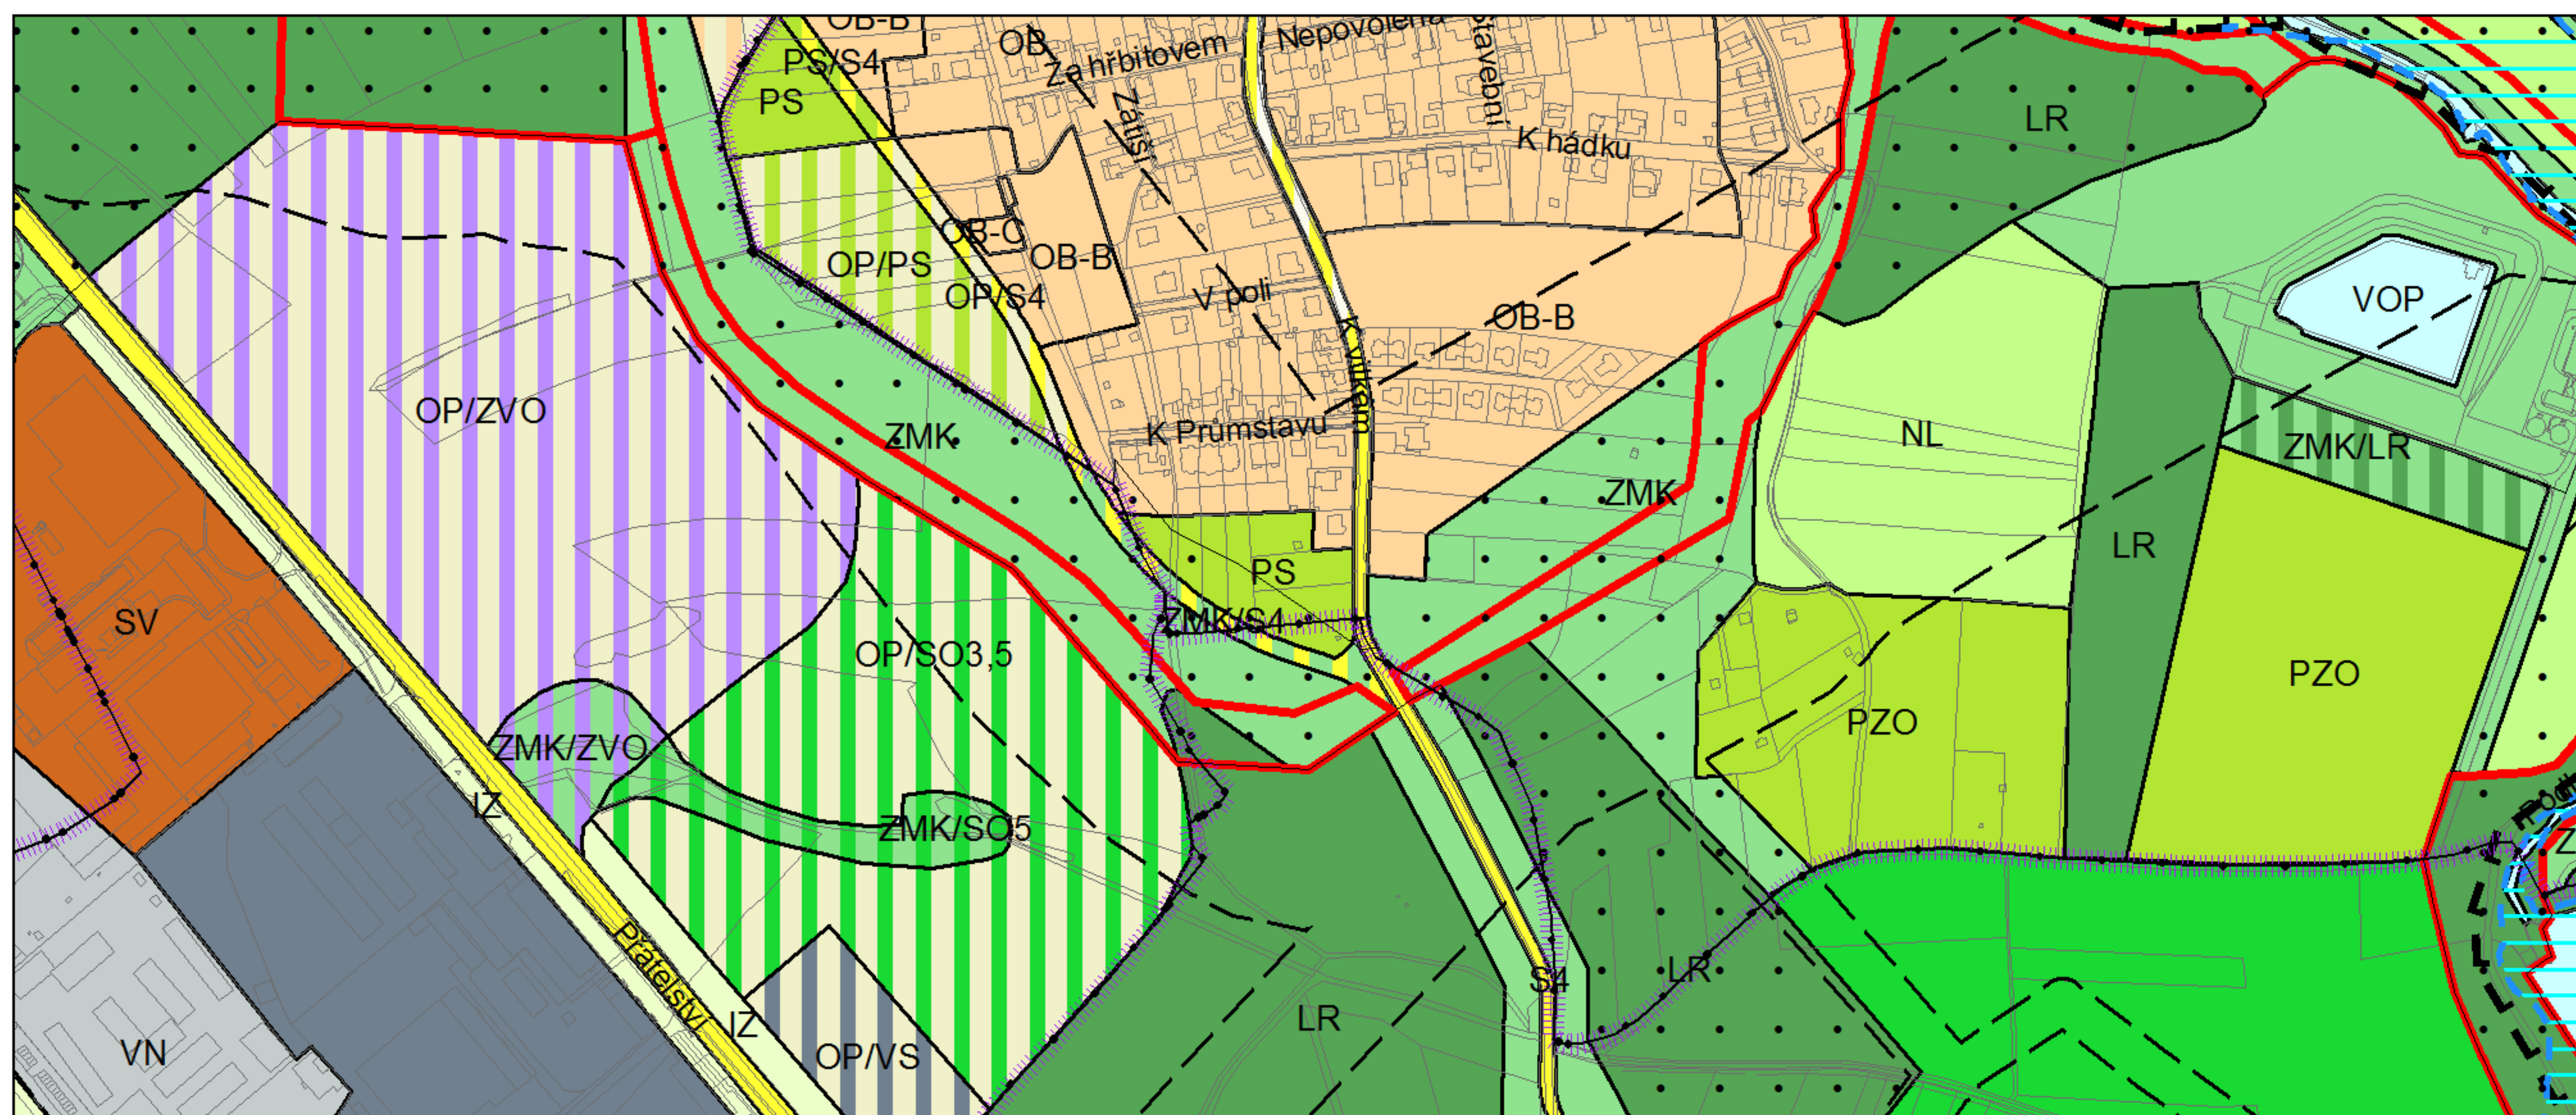 OB-B
OB
Nepovolená
Stavební
PS/S4
Za hřbitovem
PS
Zátiší
K hádku
LR
OB-C
OB-B
OP/PS
OP/S4
V poli
OB-B
VOP
K vilkám
OP/ZVO
ZMK
K Průmstavu
NL
ZMK/LR
ZMK
LR
PS
SV
ZMK/S4
OP/SO3,5
PZO
PZO
ZMK/ZVO
IZ
ZMK/SO5
Přátelství
S4
LR
LR
IZ
OP/VS
VN